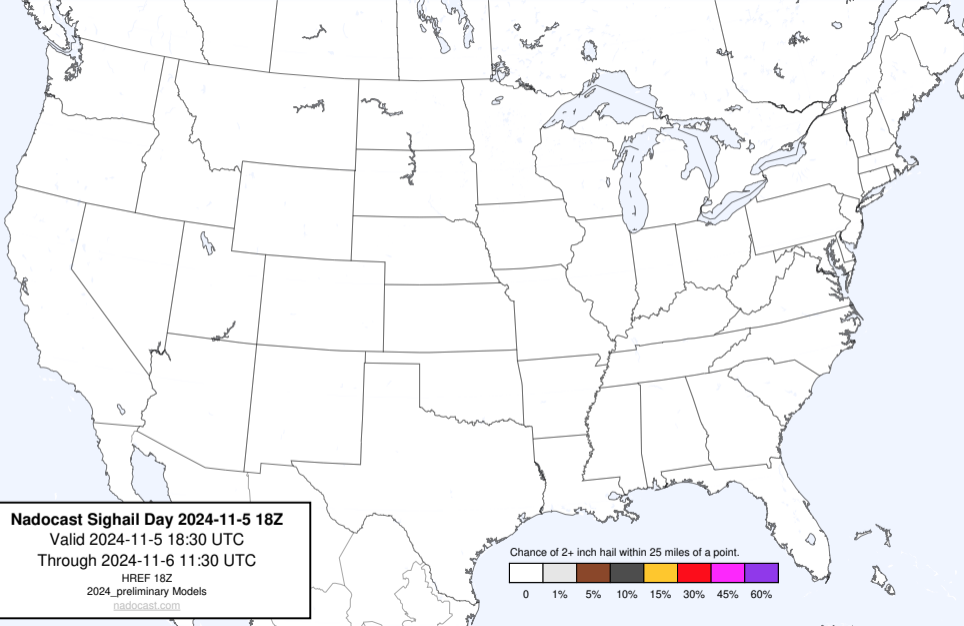 Nadocast Sighail Day 2024-11-5 18Z
Valid 2024-11-5 18:30 UTC
Through 2024-11-6 11:30 UTC
HREF 18Z
2024_preliminary Models
nadocast.com
Chance of 2+ inch hail within 25 miles of a point.
0 1% 5% 10% 15% 30% 45% 60%